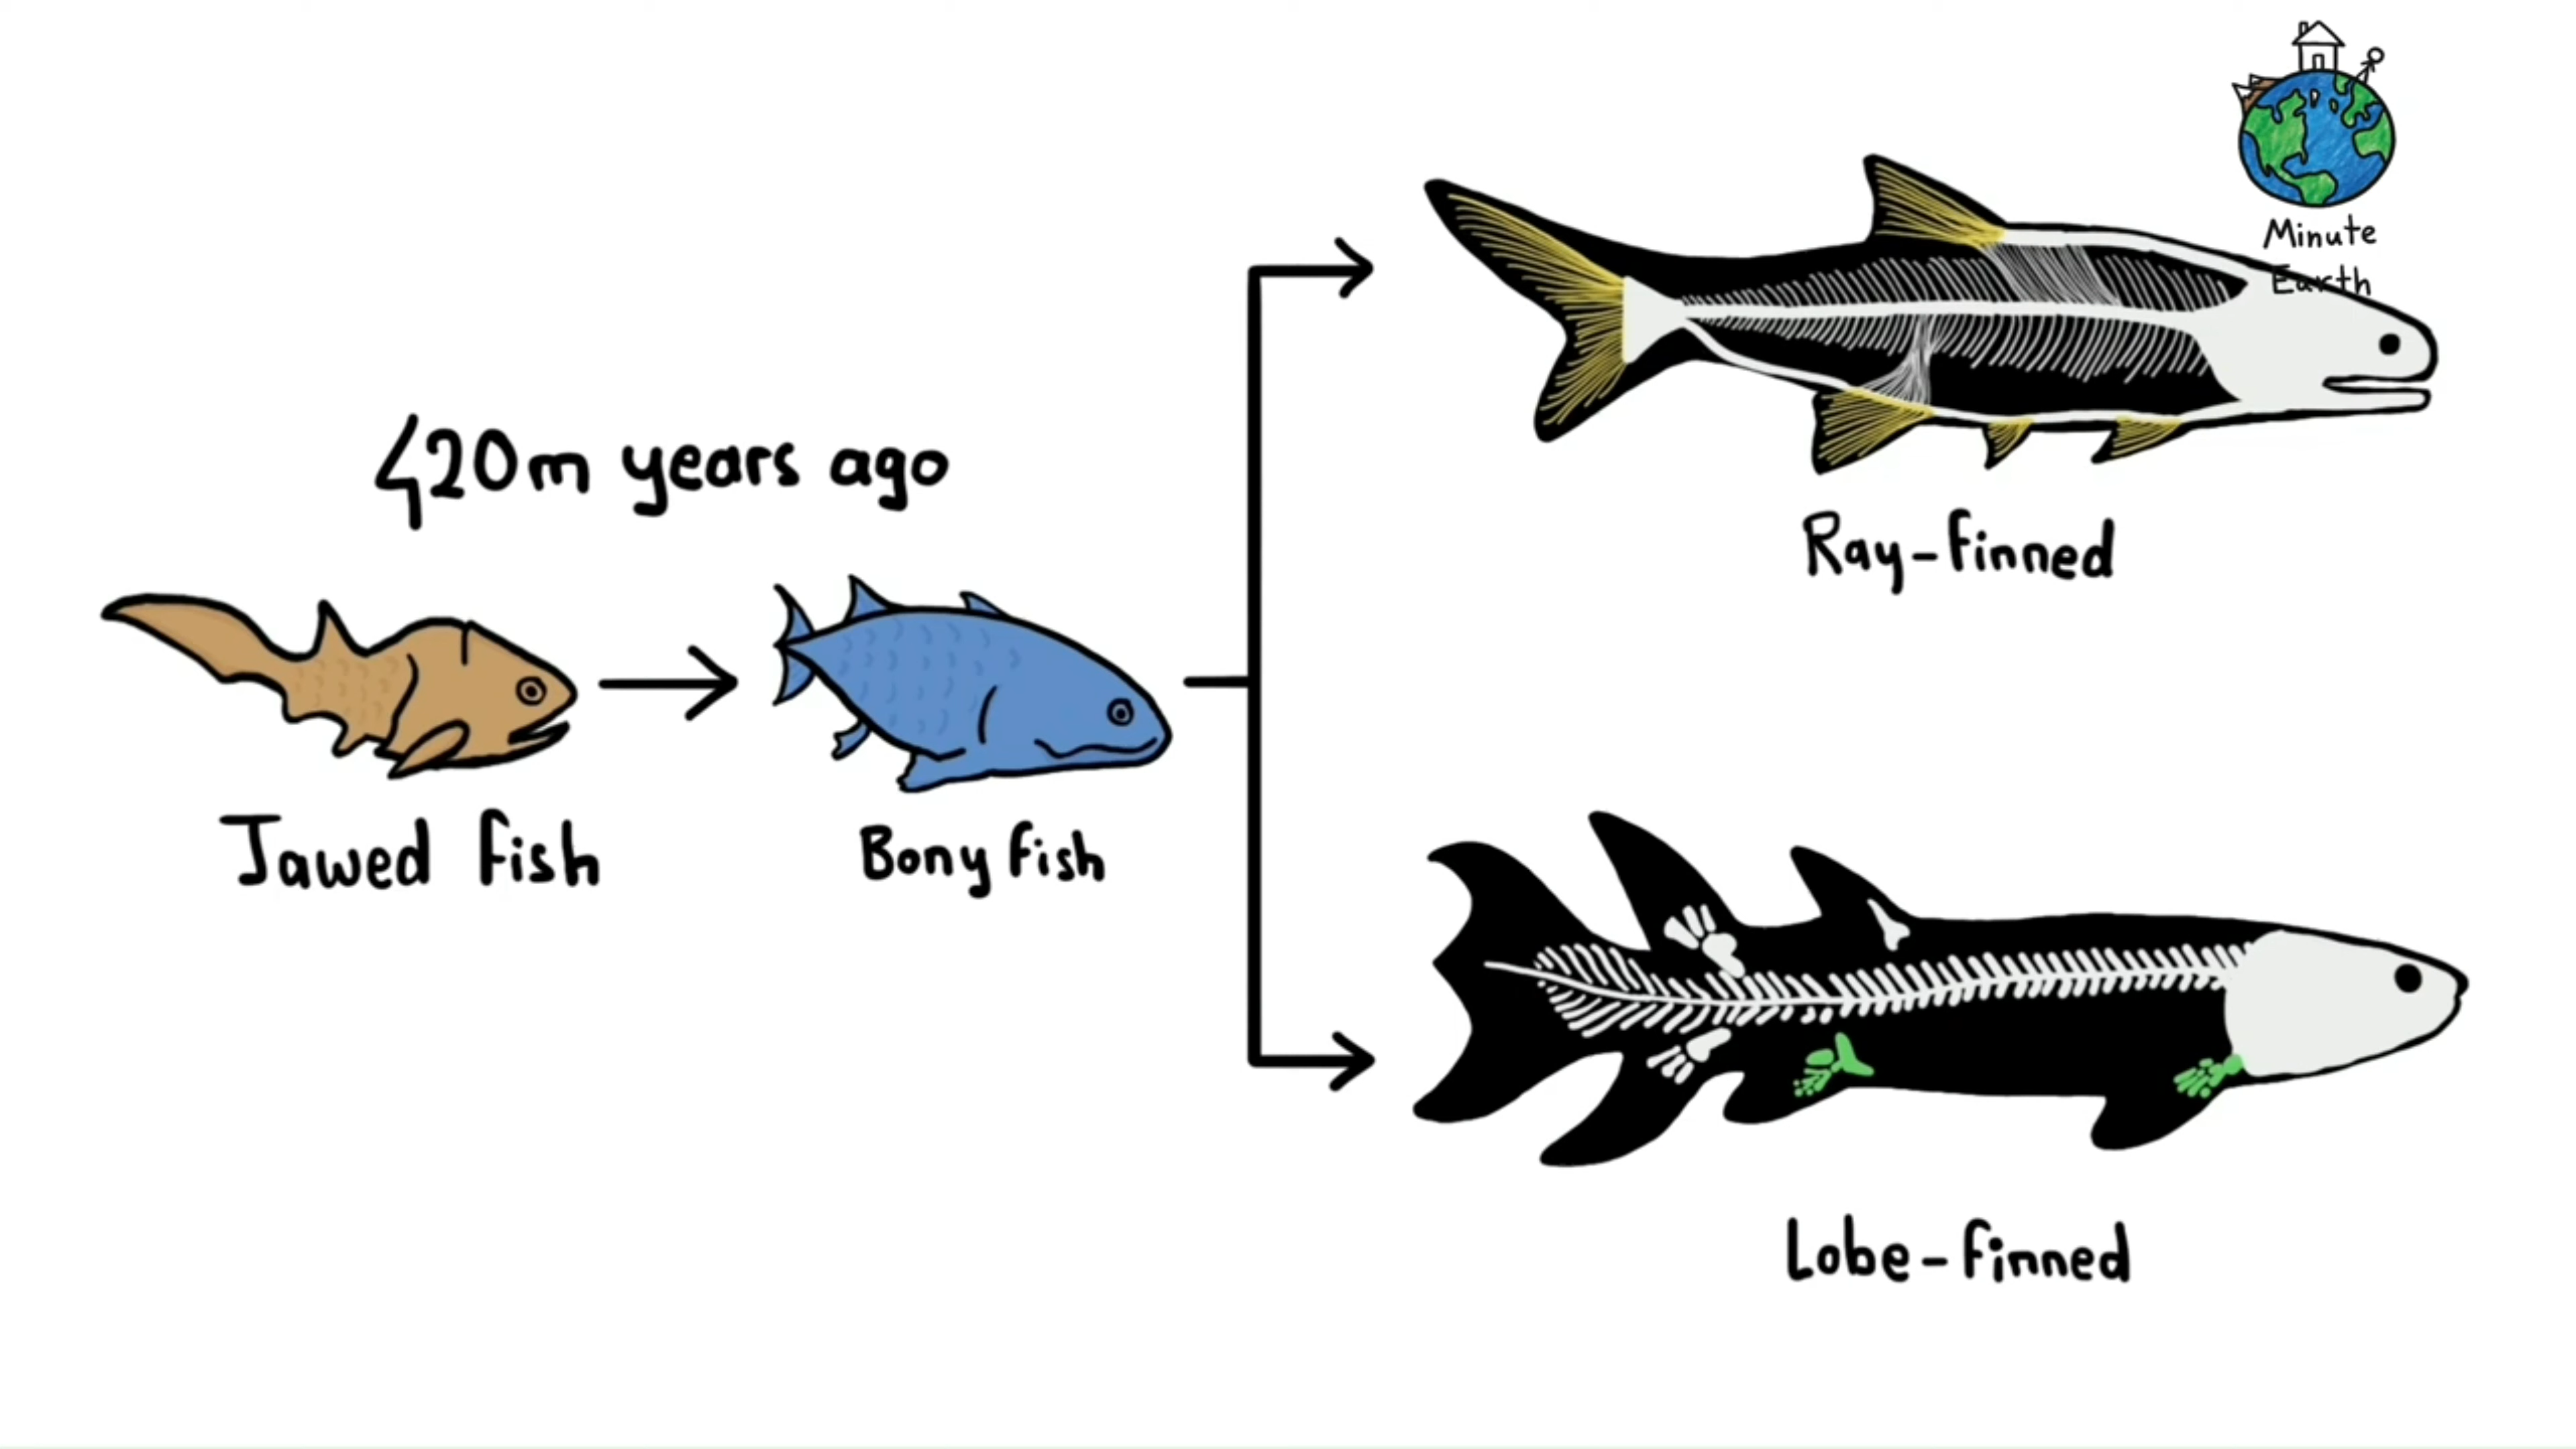 Minute
Earth
420m years ago
Jawed fish
Bony fish
Ray-finned
Lobe-finned